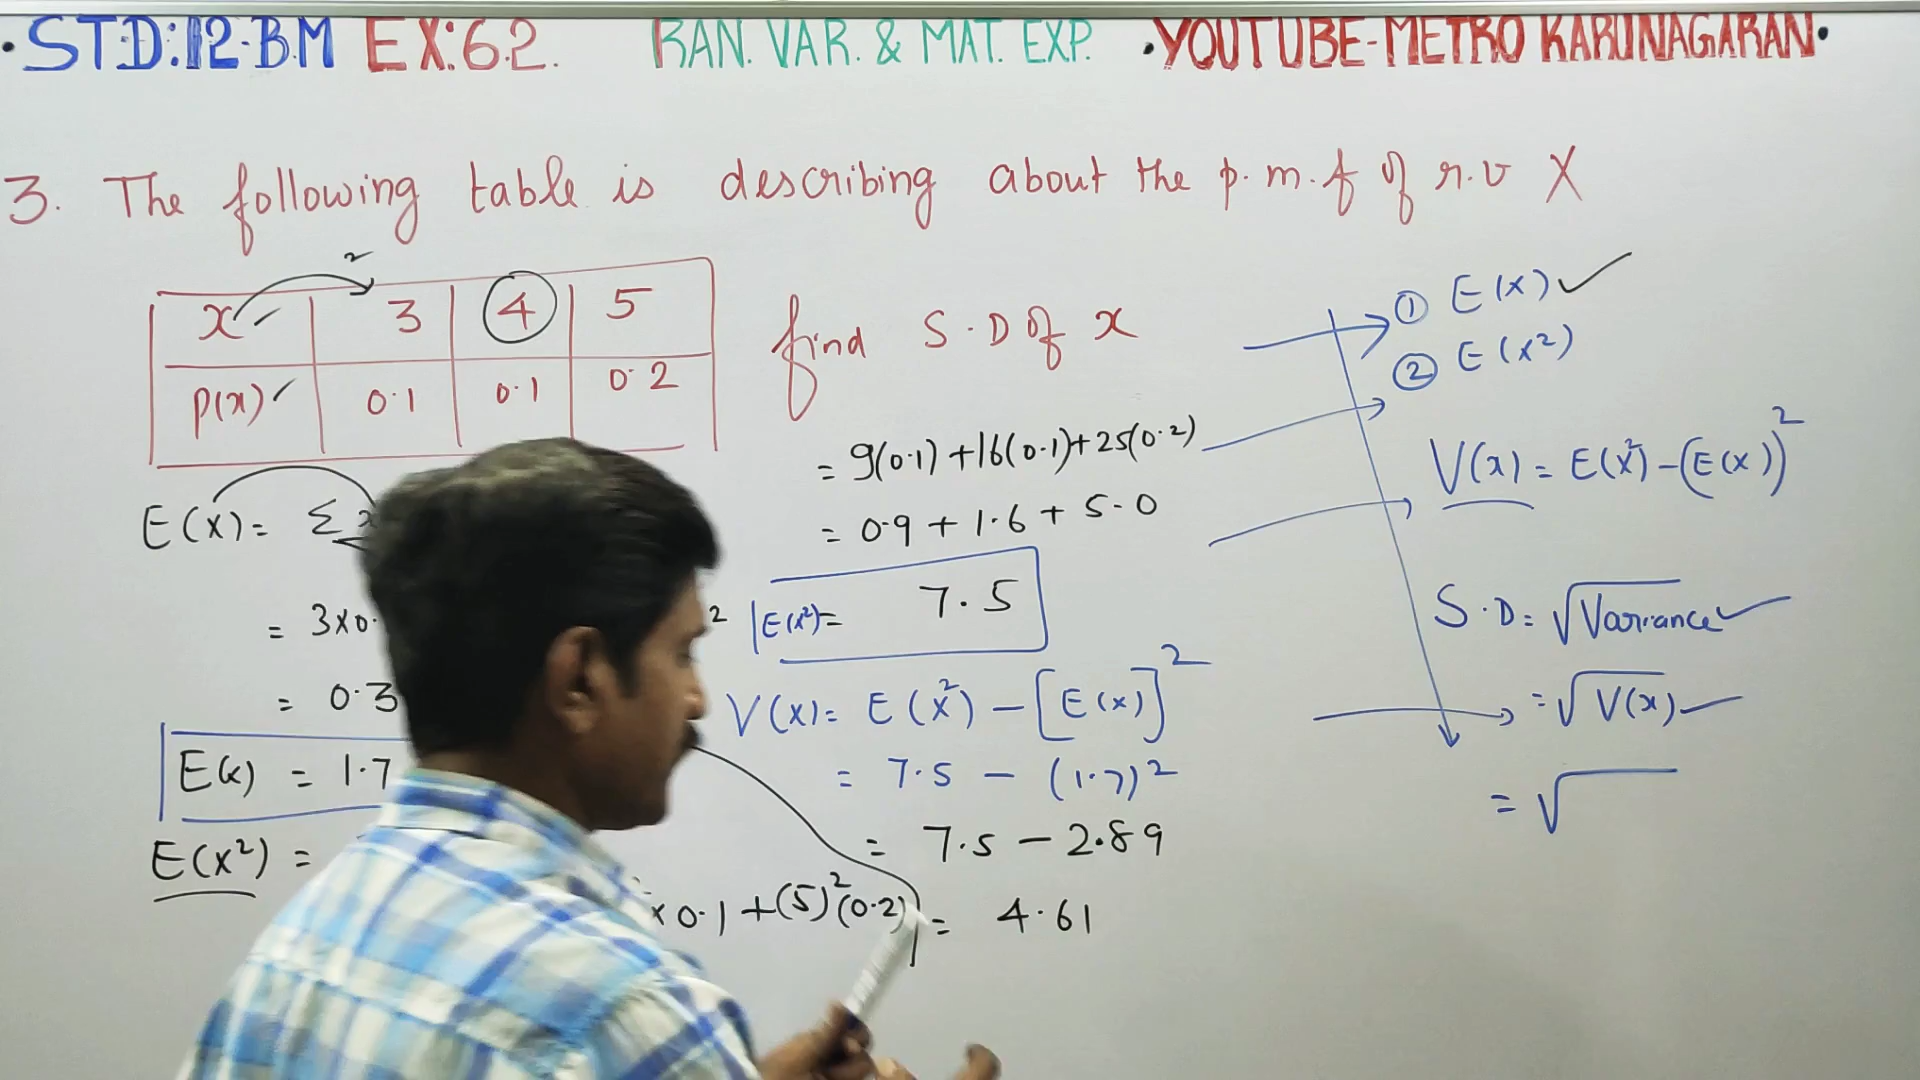 STD:12-B.M EX:6.2. RAN. VAR. & MAT. EXP. •YOUTUBE-METRO KARUNAGARAN•
3. The following table is describing about the p.m.f of r.v X
x 3 4 5
p(x) 0.1 0.1 0.2
find S.D of x
① E(x) ✓
② E(x²)
V(x) = E(x²) - (E(x))²
S.D = √Variance
= √V(x)
= √
E(X) = Σx
= 3×0.
= 0.3
E(x) = 1.7
E(x²) =
×0.1 + (5)²(0.2)
= 9(0.1) + 16(0.1) + 25(0.2)
= 0.9 + 1.6 + 5.0
E(x²) = 7.5
V(X) = E(X²) - [E(x)]²
= 7.5 - (1.7)²
= 7.5 - 2.89
= 4.61